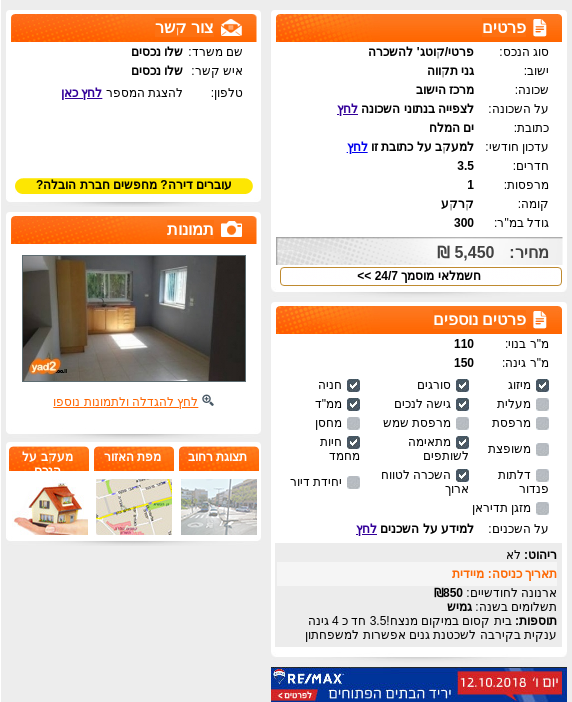 פרטים
סוג הנכס: פרטי/קוטג' להשכרה
ישוב: גני תקווה
שכונה: מרכז הישוב
על השכונה: לצפייה בנתוני השכונה לחץ
כתובת: ים המלח
עדכון חודשי: למעקב על כתובת זו לחץ
חדרים: 3.5
מרפסות: 1
קומה: קרקע
גודל במ"ר: 300
מחיר: 5,450 ₪
חשמלאי מוסמך 24/7 >>
פרטים נוספים
מ"ר בנוי: 110
מ"ר גינה: 150
מיזוג סורגים חניה
מעלית גישה לנכים ממ"ד
מרפסת מרפסת שמש מחסן
משופצת מתאימה לשותפים חיות מחמד
דלתות פנדור השכרה לטווח ארוך יחידת דיור
מזגן תדיראן
על השכנים: למידע על השכנים לחץ
ריהוט: לא
תאריך כניסה: מיידית
ארנונה לחודשיים: 850₪
תשלומים בשנה: גמיש
תוספות: בית קסום במיקום מנצח!3.5 חד כ 4 גינה
ענקית בקירבה לשכטנת גנים אפשרות למשפחתון
RE/MAX
יום ו' 12.10.2018
יריד הבתים הפתוחים
לפרטים >
צור קשר
שם משרד: שלו נכסים
איש קשר: שלו נכסים
טלפון: להצגת המספר לחץ כאן
עוברים דירה? מחפשים חברת הובלה?
תמונות
yad2
לחץ להגדלה ולתמונות נוספו
תצוגת רחוב
מפת האזור
מעקב על
הנכס